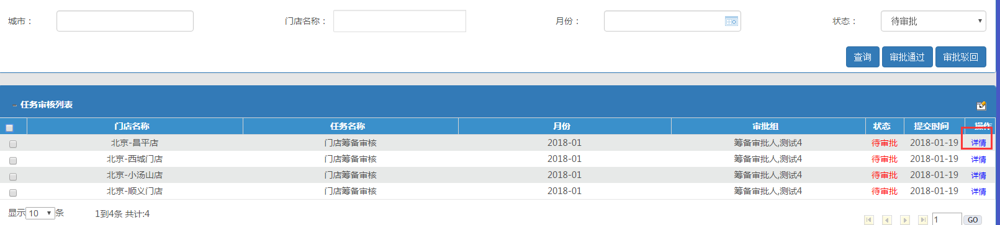 城市： 门店名称： 月份： 状态： 待审批
查询 审批通过 审批驳回
任务审核列表
门店名称 任务名称 月份 审批组 状态 提交时间 操作
北京-昌平店 门店筹备审核 2018-01 筹备审批人,测试4 待审批 2018-01-19 详情
北京-西城门店 门店筹备审核 2018-01 筹备审批人,测试4 待审批 2018-01-19 详情
北京-小汤山店 门店筹备审核 2018-01 筹备审批人,测试4 待审批 2018-01-19 详情
北京-顺义门店 门店筹备审核 2018-01 筹备审批人,测试4 待审批 2018-01-19 详情
显示 10 条 1到4条 共计:4 1 GO